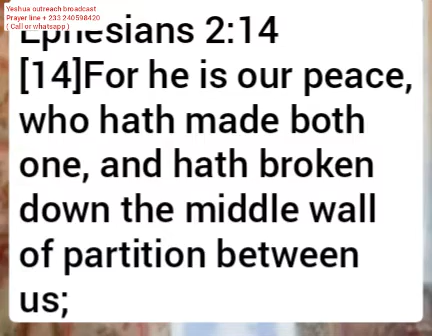 Yeshua outreach broadcast
Prayer line + 233 240598420
( Call or whatsapp )
Ephesians 2:14
[14]For he is our peace,
who hath made both
one, and hath broken
down the middle wall
of partition between
us;